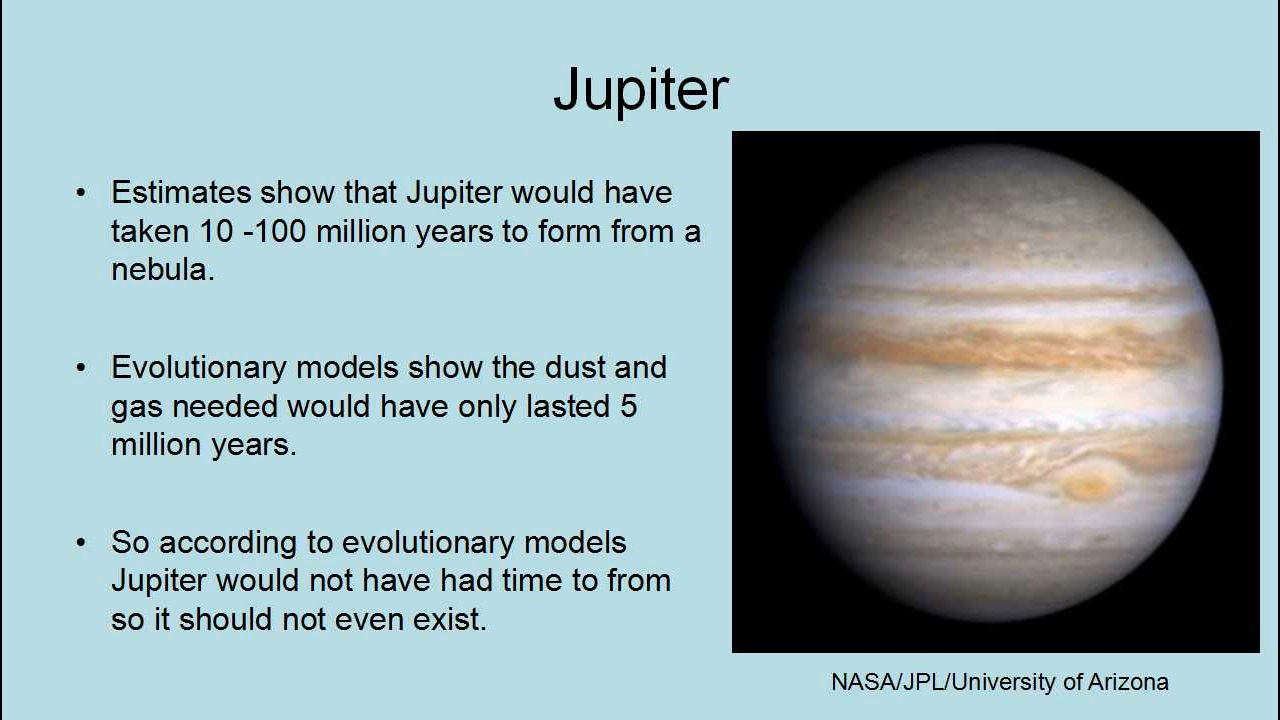 Jupiter
• Estimates show that Jupiter would have
taken 10 -100 million years to form from a
nebula.
• Evolutionary models show the dust and
gas needed would have only lasted 5
million years.
• So according to evolutionary models
Jupiter would not have had time to from
so it should not even exist.
NASA/JPL/University of Arizona